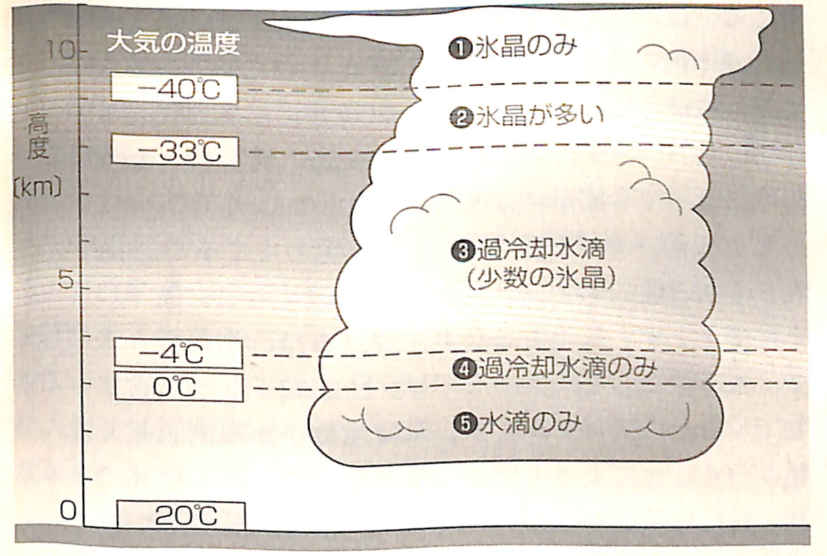 10
大気の温度
❶氷晶のみ
−40℃
❷氷晶が多い
高度
−33℃
〔km〕
❸過冷却水滴
(少数の氷晶)
5
−4℃
❹過冷却水滴のみ
0℃
❺水滴のみ
0
20℃